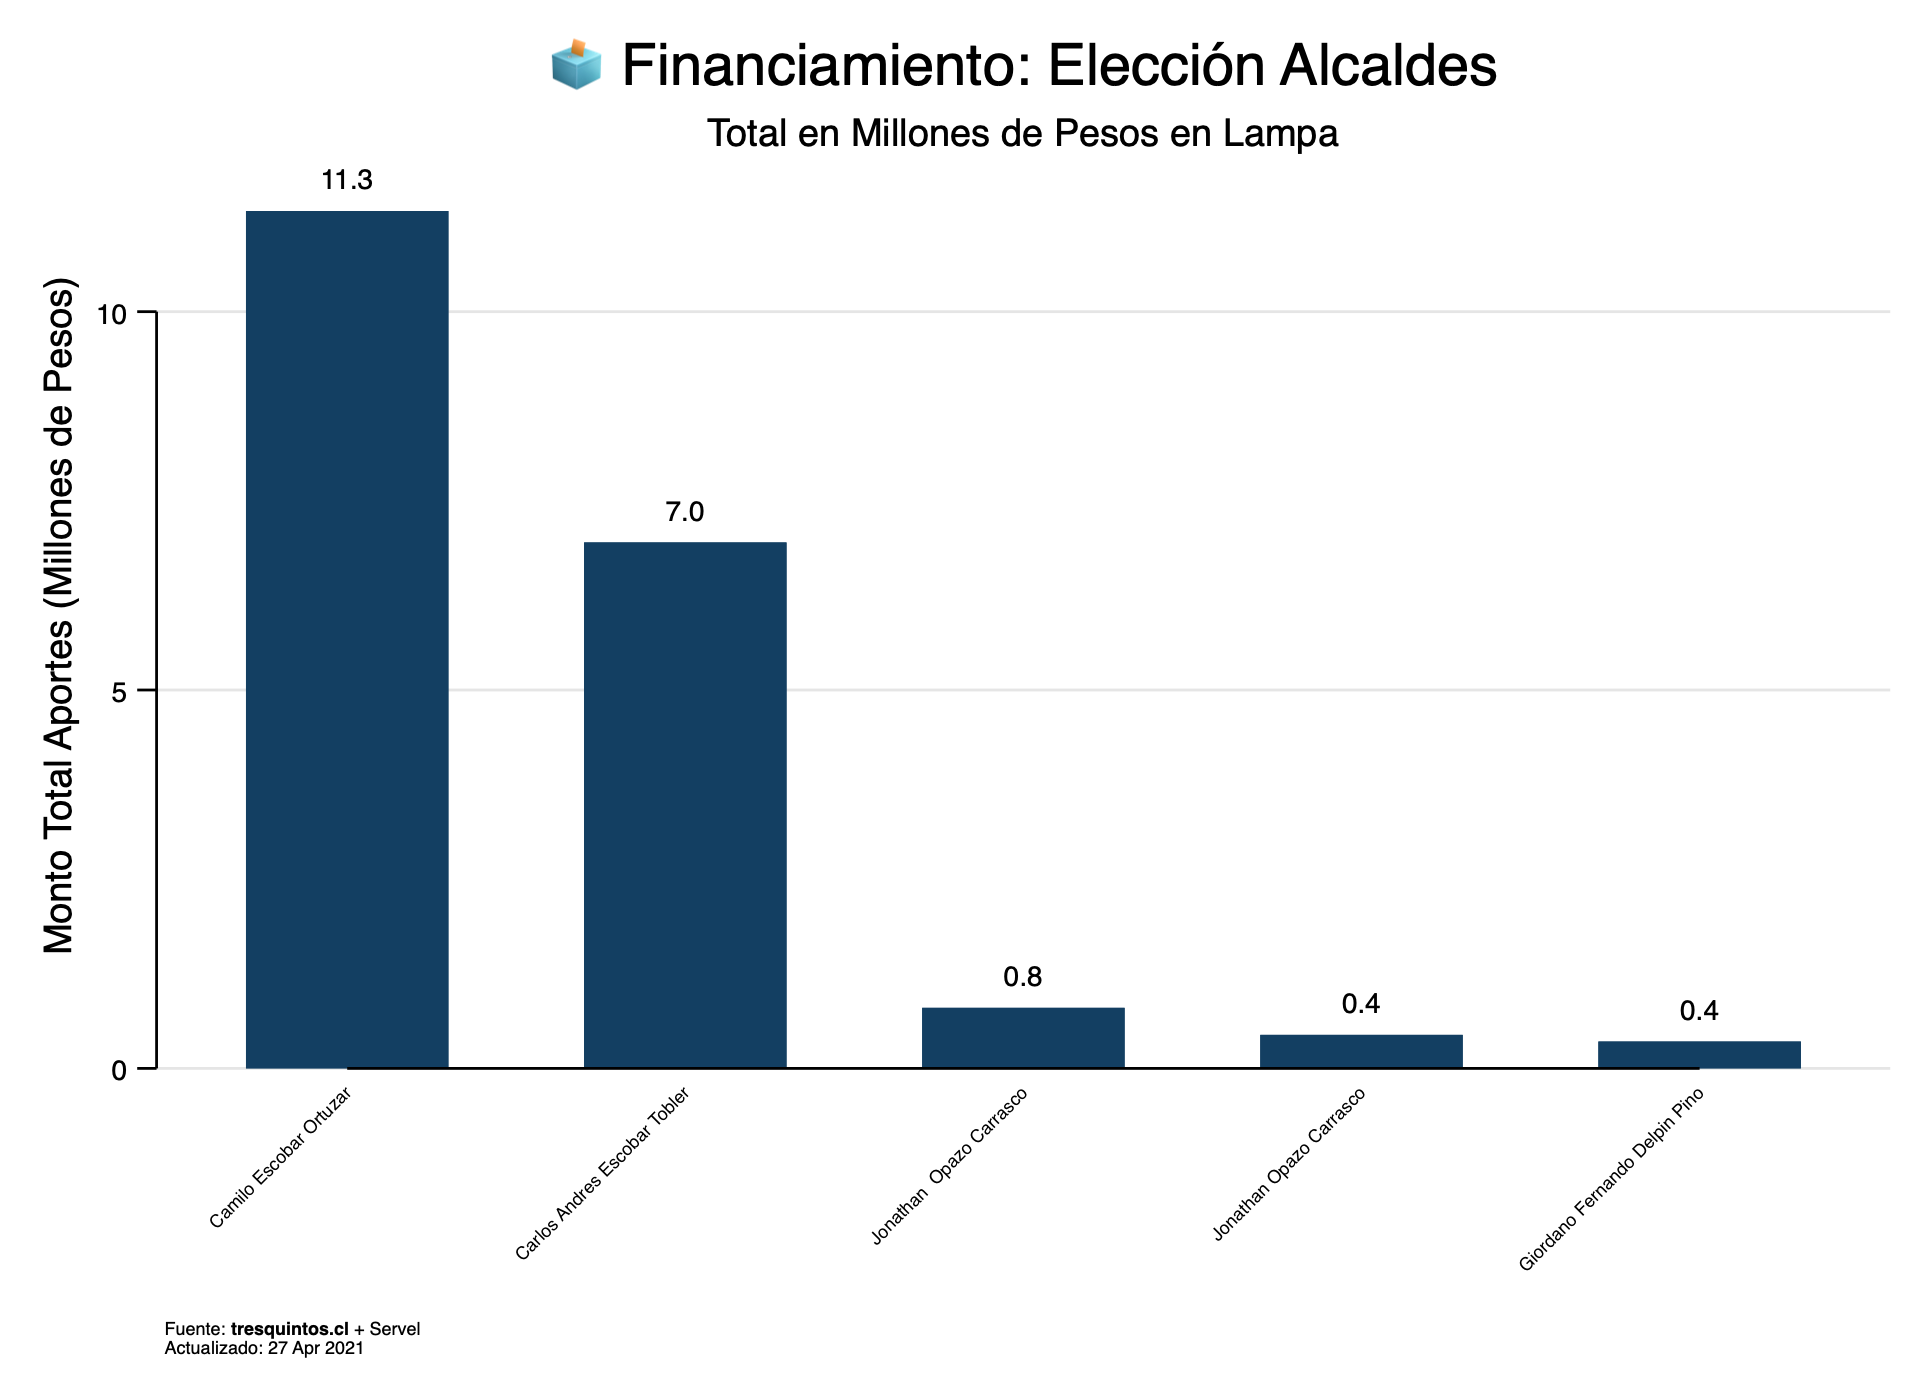 Financiamiento: Elección Alcaldes
Total en Millones de Pesos en Lampa
Monto Total Aportes (Millones de Pesos)
10
5
0
11.3
7.0
0.8
0.4
0.4
Camilo Escobar Ortuzar
Carlos Andres Escobar Tobler
Jonathan  Opazo Carrasco
Jonathan Opazo Carrasco
Giordano Fernando Delpin Pino
Fuente: tresquintos.cl + Servel
Actualizado: 27 Apr 2021